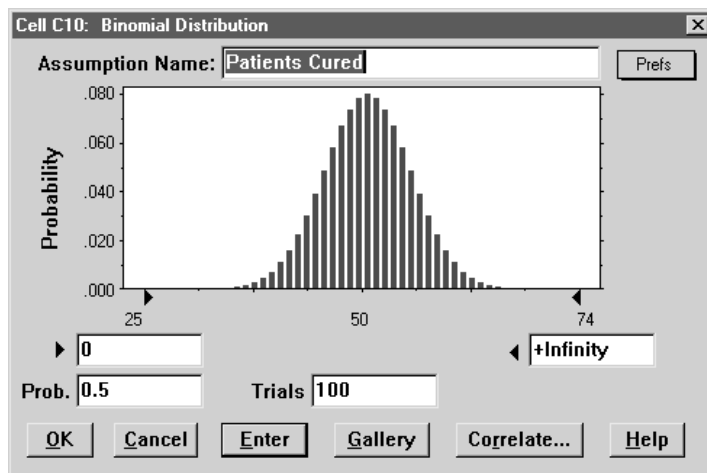 Cell C10: Binomial Distribution
Assumption Name: Patients Cured
Prefs
Probability
.080
.060
.040
.020
.000
25 50 74
0 +Infinity
Prob. 0.5 Trials 100
OK Cancel Enter Gallery Correlate... Help